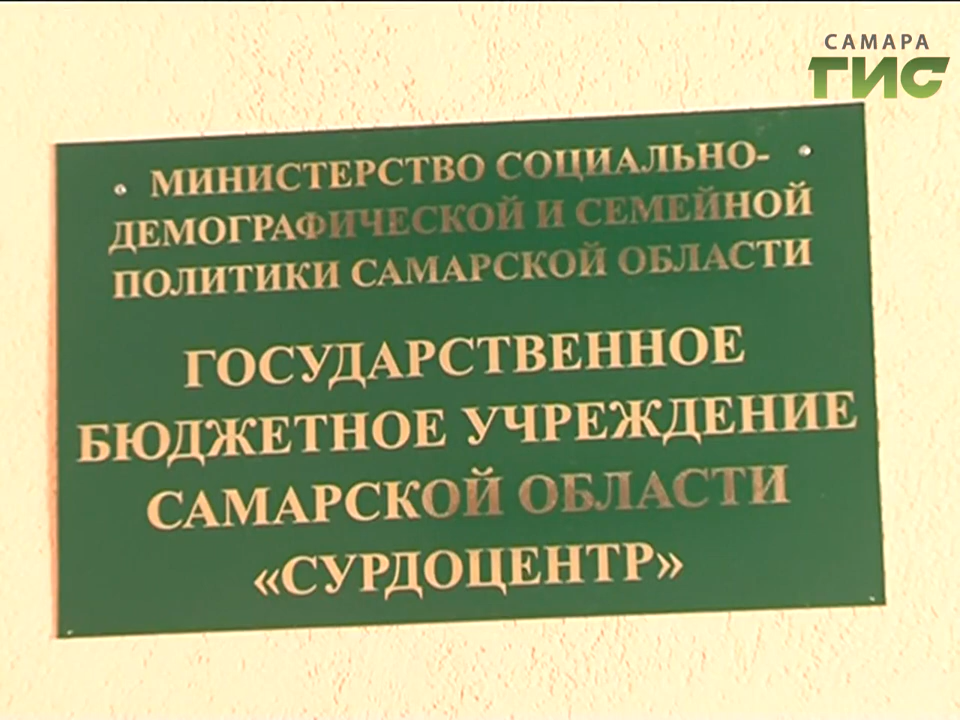 САМАРА
ГИС
МИНИСТЕРСТВО СОЦИАЛЬНО-
ДЕМОГРАФИЧЕСКОЙ И СЕМЕЙНОЙ
ПОЛИТИКИ САМАРСКОЙ ОБЛАСТИ
ГОСУДАРСТВЕННОЕ
БЮДЖЕТНОЕ УЧРЕЖДЕНИЕ
САМАРСКОЙ ОБЛАСТИ
«СУРДОЦЕНТР»